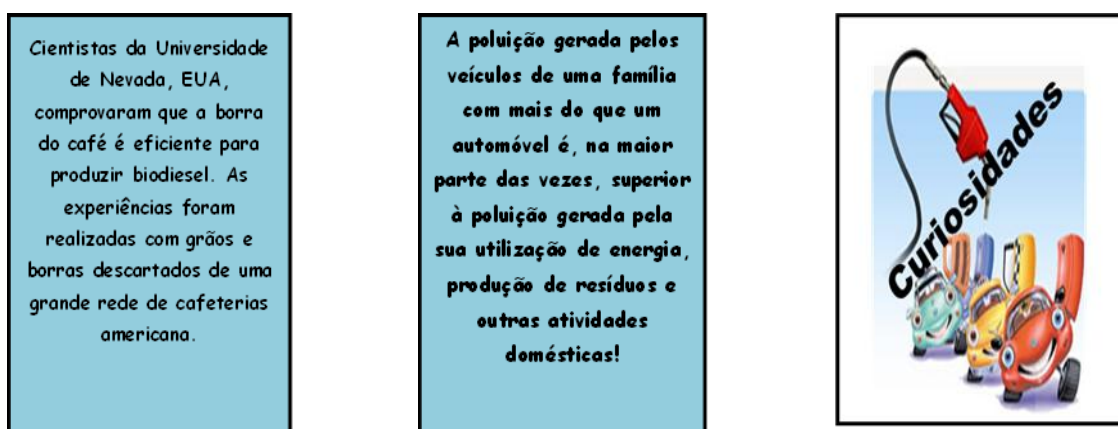 Cientistas da Universidade
de Nevada, EUA,
comprovaram que a borra
do café é eficiente para
produzir biodiesel. As
experiências foram
realizadas com grãos e
borras descartados de uma
grande rede de cafeterias
americana.
A poluição gerada pelos
veículos de uma família
com mais do que um
automóvel é, na maior
parte das vezes, superior
à poluição gerada pela
sua utilização de energia,
produção de resíduos e
outras atividades
domésticas!
Curiosidades